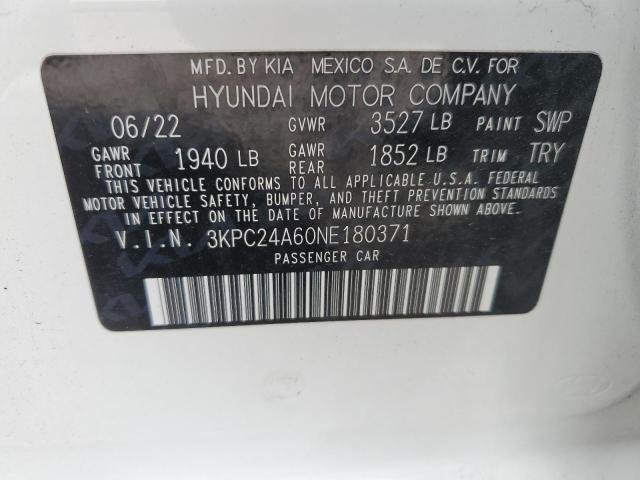 MFD. BY KIA MEXICO S.A. DE C.V. FOR
HYUNDAI MOTOR COMPANY
06/22 GVWR 3527 LB PAINT SWP
GAWR FRONT 1940 LB GAWR REAR 1852 LB TRIM TRY
THIS VEHICLE CONFORMS TO ALL APPLICABLE U.S.A. FEDERAL
MOTOR VEHICLE SAFETY, BUMPER, AND THEFT PREVENTION STANDARDS
IN EFFECT ON THE DATE OF MANUFACTURE SHOWN ABOVE.
V.I.N. 3KPC24A60NE180371
PASSENGER CAR